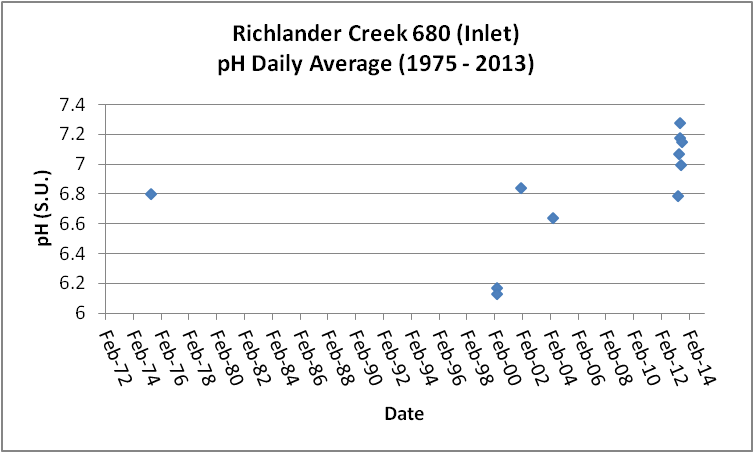 Richlander Creek 680 (Inlet)
pH Daily Average (1975 - 2013)
7.4
7.2
7
6.8
6.6
6.4
6.2
6
pH (S.U.)
Feb-72
Feb-74
Feb-76
Feb-78
Feb-80
Feb-82
Feb-84
Feb-86
Feb-88
Feb-90
Feb-92
Feb-94
Feb-96
Feb-98
Feb-00
Feb-02
Feb-04
Feb-06
Feb-08
Feb-10
Feb-12
Feb-14
Date